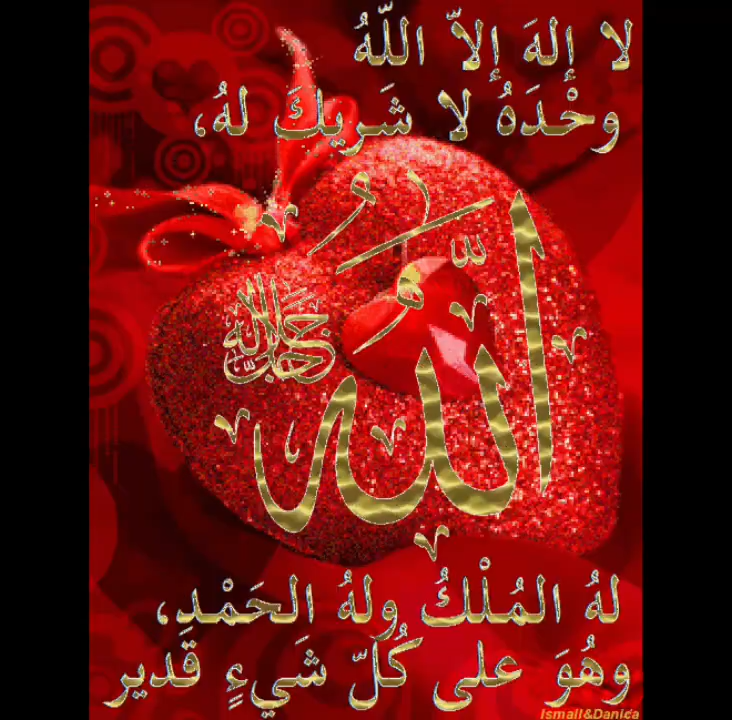 لا إلهَ إلاّ اللّهُ
وحْدَهُ لا شَريكَ لهُ،
اللّه
جل جلاله
لهُ المُلْكُ ولهُ الحَمْدِ،
وهُوَ على كُلّ شَيءٍ قَدير
Ismail&Danica